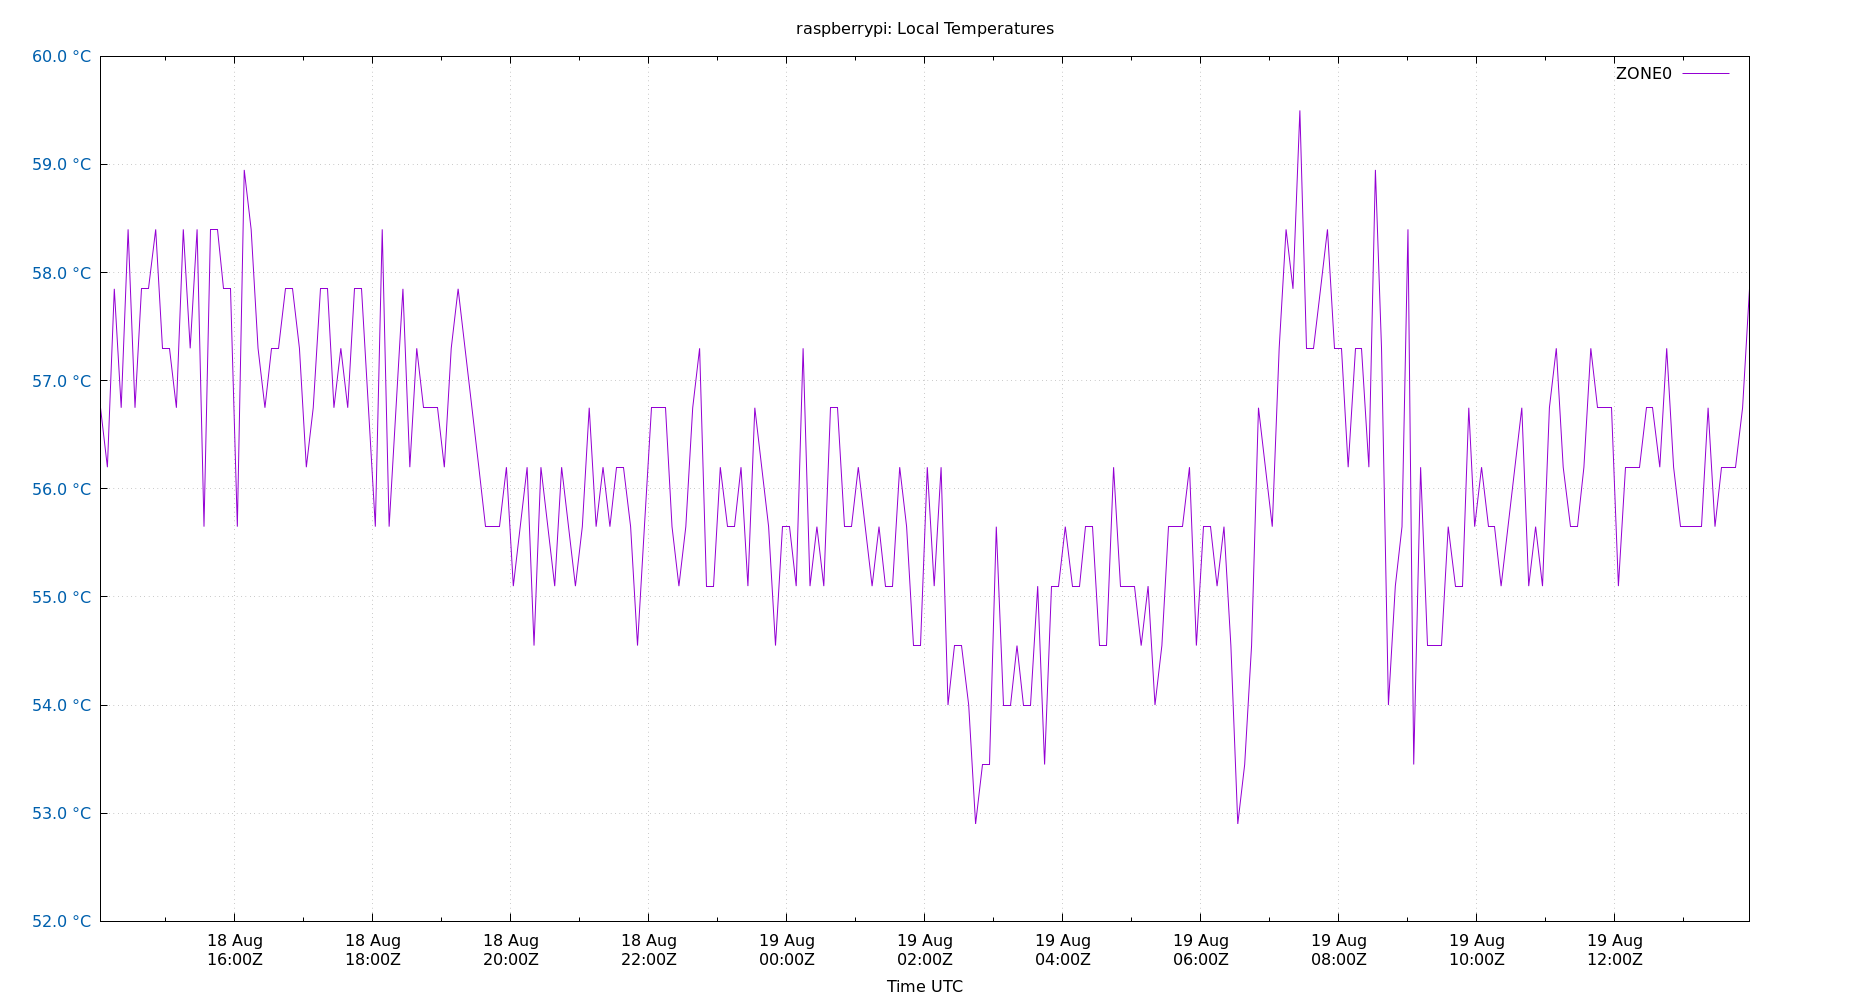 raspberrypi: Local Temperatures
60.0 °C
59.0 °C
58.0 °C
57.0 °C
56.0 °C
55.0 °C
54.0 °C
53.0 °C
52.0 °C
ZONE0
18 Aug 18 Aug 18 Aug 18 Aug 19 Aug 19 Aug 19 Aug 19 Aug 19 Aug 19 Aug 19 Aug
16:00Z 18:00Z 20:00Z 22:00Z 00:00Z 02:00Z 04:00Z 06:00Z 08:00Z 10:00Z 12:00Z
Time UTC